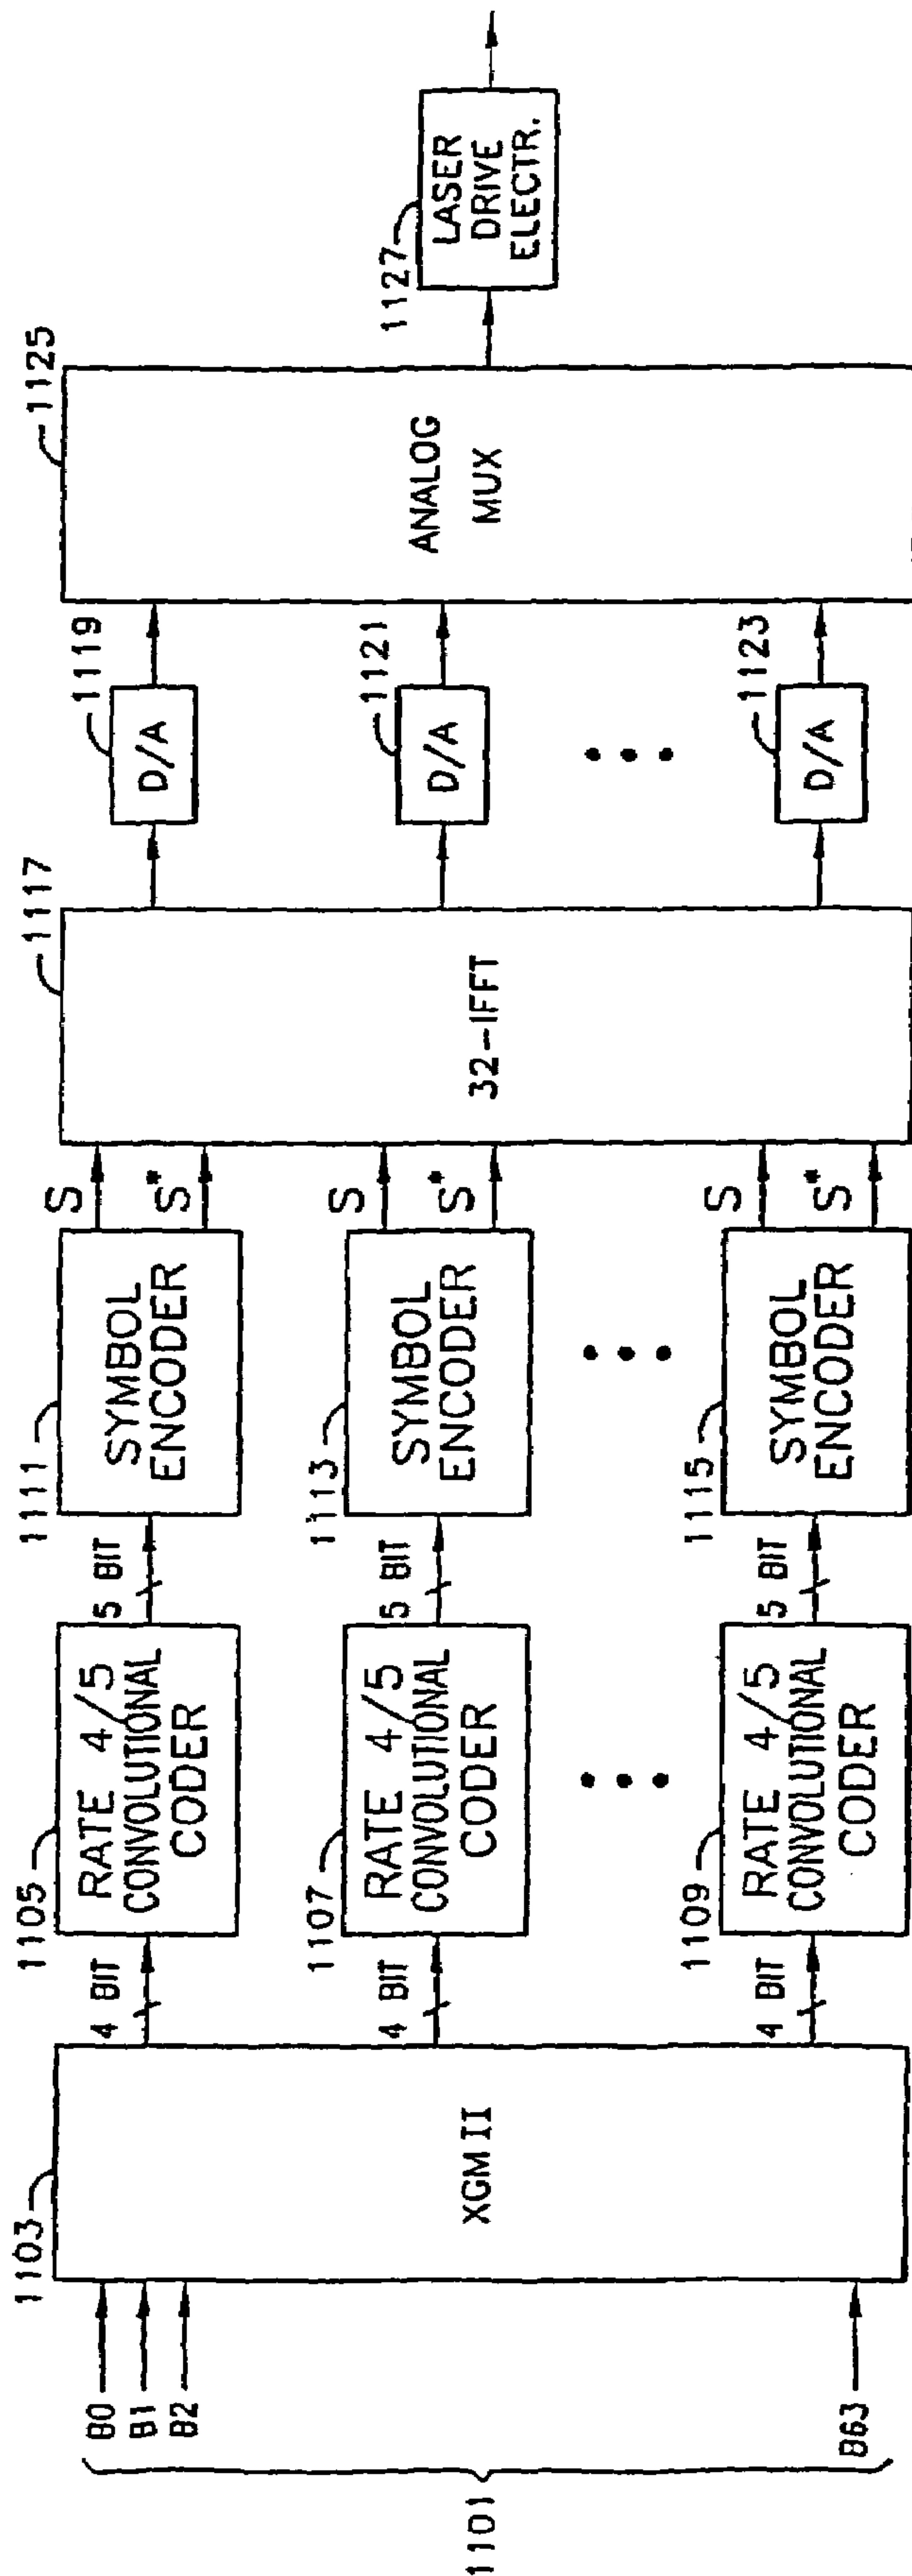 1101
B0
B1
B2
B63
1103
XGM II
4 BIT
4 BIT
4 BIT
1105
RATE 4/5
CONVOLUTIONAL
CODER
1107
RATE 4/5
CONVOLUTIONAL
CODER
1109
RATE 4/5
CONVOLUTIONAL
CODER
5 BIT
5 BIT
5 BIT
1111
SYMBOL
ENCODER
1113
SYMBOL
ENCODER
1115
SYMBOL
ENCODER
S
S*
S
S*
S
S*
1117
32-IFFT
1119
D/A
1121
D/A
1123
D/A
1125
ANALOG
MUX
1127
LASER
DRIVE
ELECTR.